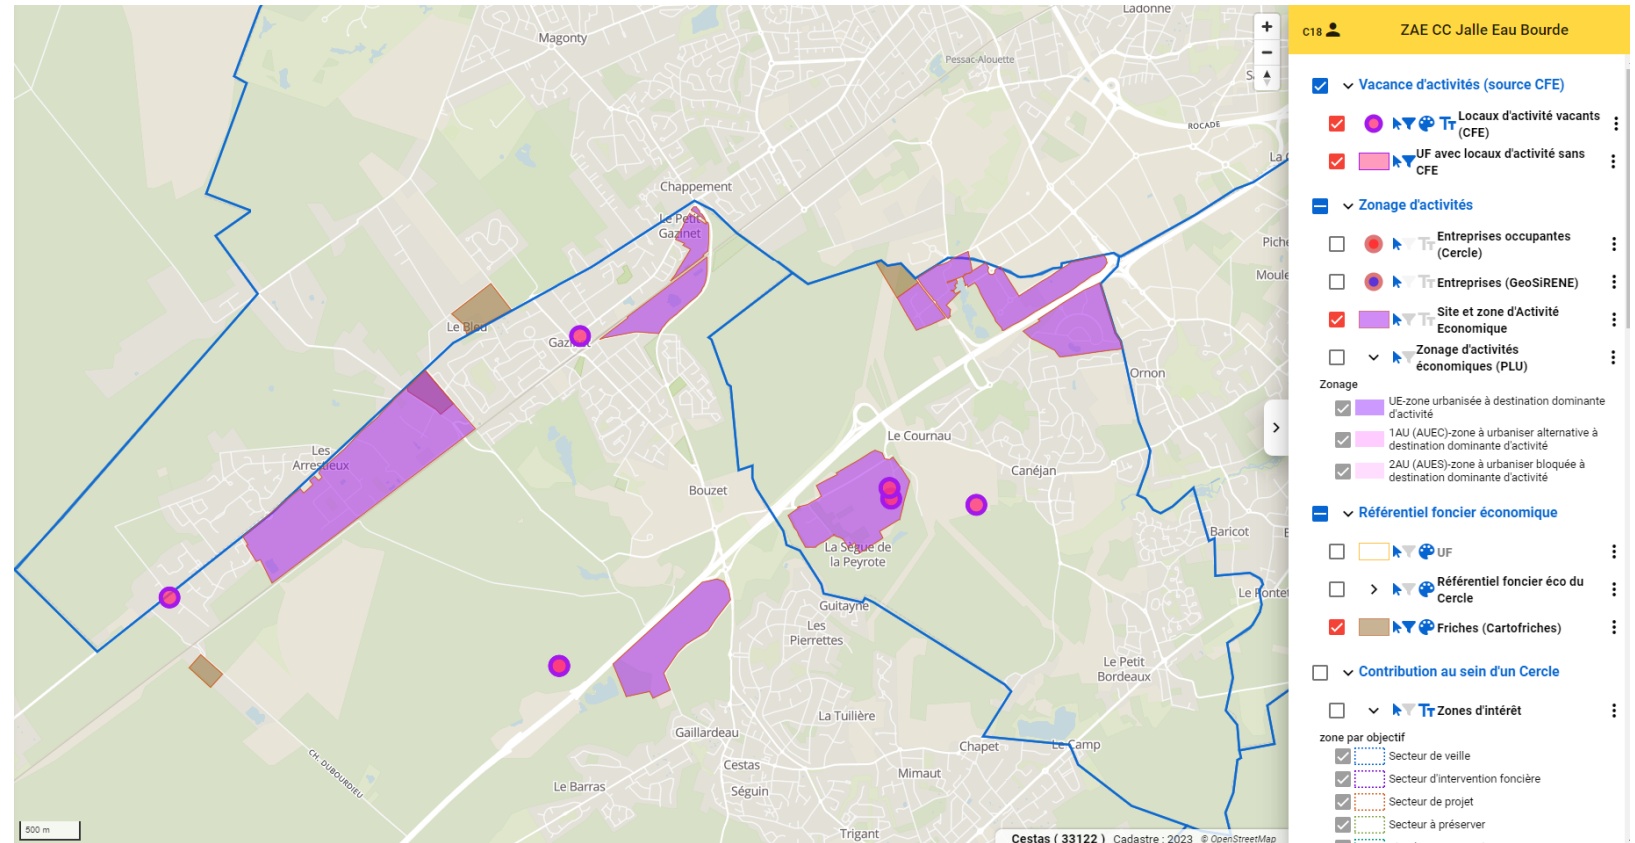 Ladonne
Magonty
Pessac-Alouette
ROCADE
Chappement
Le Petit
Gazinet
Le Bleu
Les
Arrestieux
Ornon
Le Cournau
Canéjan
Bouzet
Baricot
La Ségue de
la Peyrote
Guitayne
Les
Pierrettes
Le Petit
Bordeaux
La Tuilière
Gaillardeau
Chapet
Le Camp
CH. DUBOURDIEU
Cestas
Mimaut
Le Barras
Séguin
Trigant
500 m
Cestas ( 33122 ) Cadastre : 2023 © OpenStreetMap
C18 ZAE CC Jalle Eau Bourde
Vacance d'activités (source CFE)
Locaux d'activité vacants
(CFE)
UF avec locaux d'activité sans
CFE
Zonage d'activités
Entreprises occupantes
(Cercle)
Entreprises (GeoSiRENE)
Site et zone d'Activité
Economique
Zonage d'activités
économiques (PLU)
Zonage
UE-zone urbanisée à destination dominante
d'activité
1AU (AUEC)-zone à urbaniser alternative à
destination dominante d'activité
2AU (AUES)-zone à urbaniser bloquée à
destination dominante d'activité
Référentiel foncier économique
UF
Référentiel foncier éco du
Cercle
Friches (Cartofriches)
Contribution au sein d'un Cercle
Zones d'intérêt
zone par objectif
Secteur de veille
Secteur d'intervention foncière
Secteur de projet
Secteur à préserver